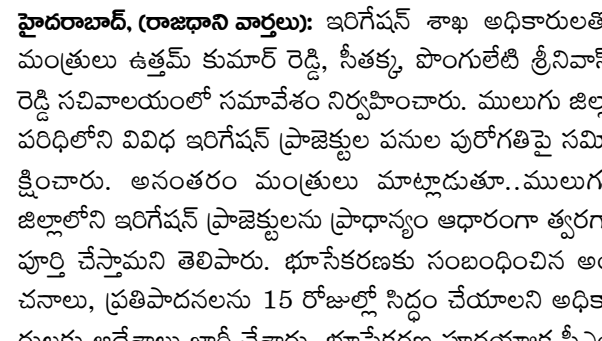 హైదరాబాద్, (రాజధాని వార్తలు): ఇరిగేషన్ శాఖ అధికారులతో
మంత్రులు ఉత్తమ్ కుమార్ రెడ్డి, సీతక్క, పొంగులేటి శ్రీనివాస్
రెడ్డి సచివాలయంలో సమావేశం నిర్వహించారు. ములుగు జిల్ల
పరిధిలోని వివిధ ఇరిగేషన్ ప్రాజెక్టుల పనుల పురోగతిపై సమీ
క్షించారు. అనంతరం మంత్రులు మాట్లాడుతూ..ములుగ
జిల్లాలోని ఇరిగేషన్ ప్రాజెక్టులను ప్రాధాన్యం ఆధారంగా త్వరగ
పూర్తి చేస్తామని తెలిపారు. భూసేకరణకు సంబంధించిన అం
చనాలు, ప్రతిపాదనలను 15 రోజుల్లో సిద్ధం చేయాలని అధిక